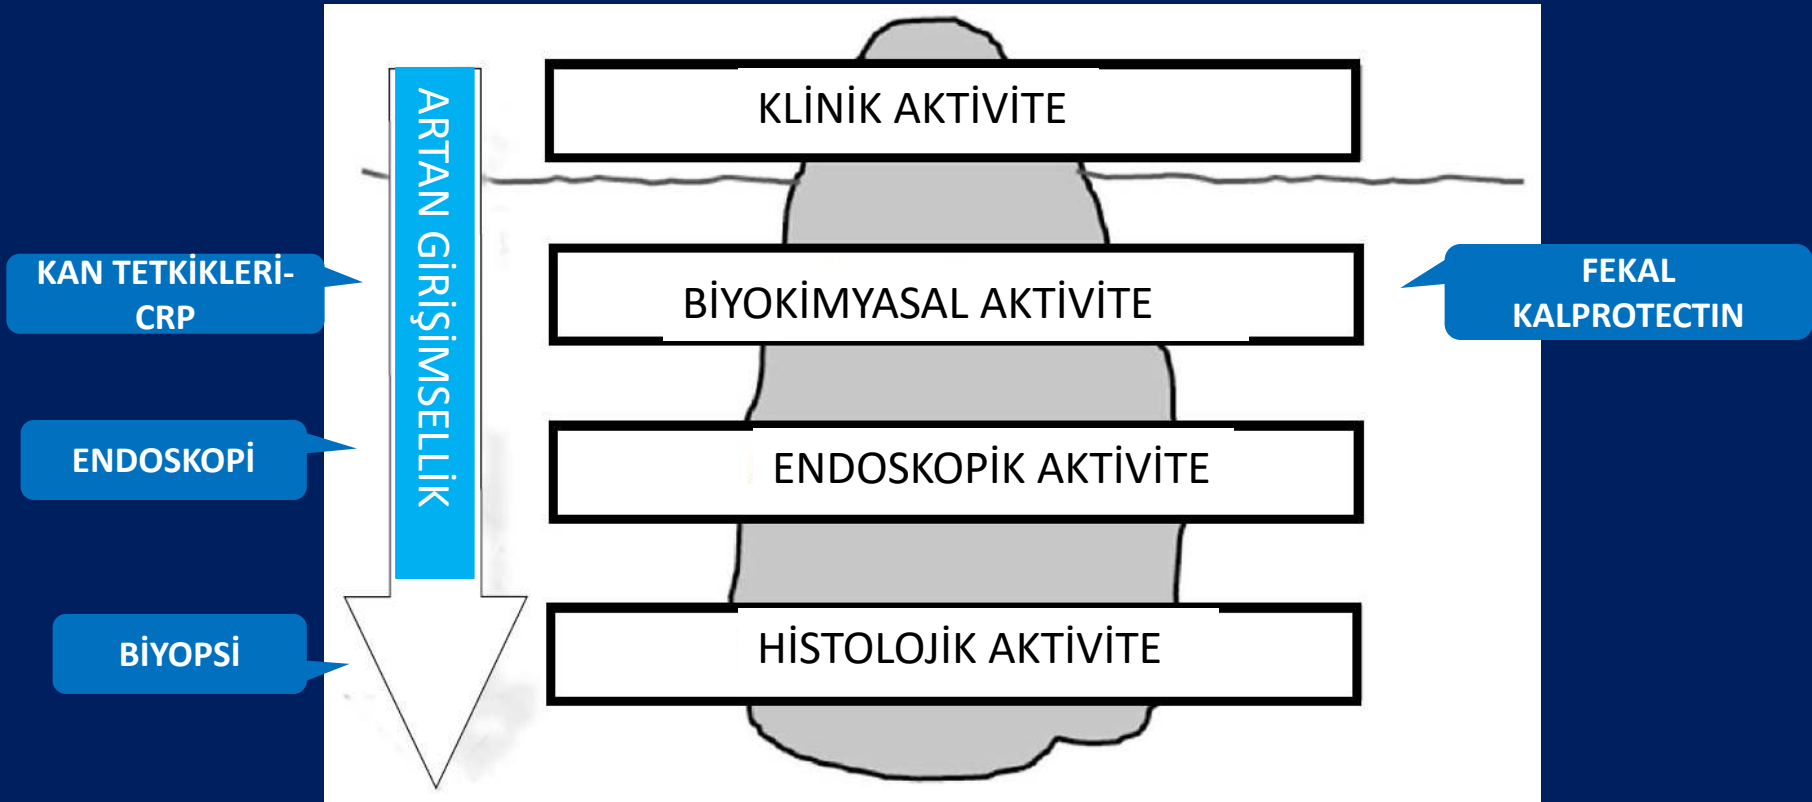 KLİNİK AKTİVİTE
ARTAN GİRİŞİMSELLİK
KAN TETKİKLERİ-
CRP
BİYOKİMYASAL AKTİVİTE
FEKAL
KALPROTECTIN
ENDOSKOPİ
ENDOSKOPİK AKTİVİTE
BİYOPSİ
HİSTOLOJİK AKTİVİTE